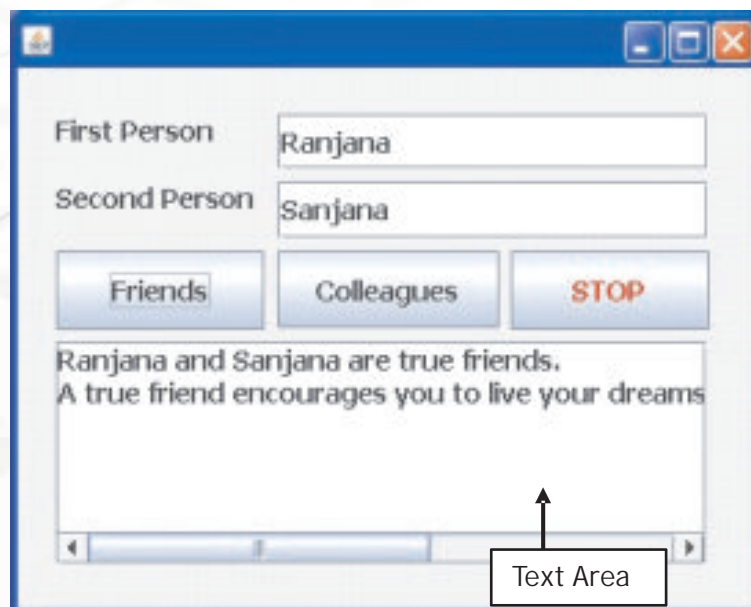 First Person
Ranjana
Second Person
Sanjana
Friends
Colleagues
STOP
Ranjana and Sanjana are true friends.
A true friend encourages you to live your dreams
Text Area